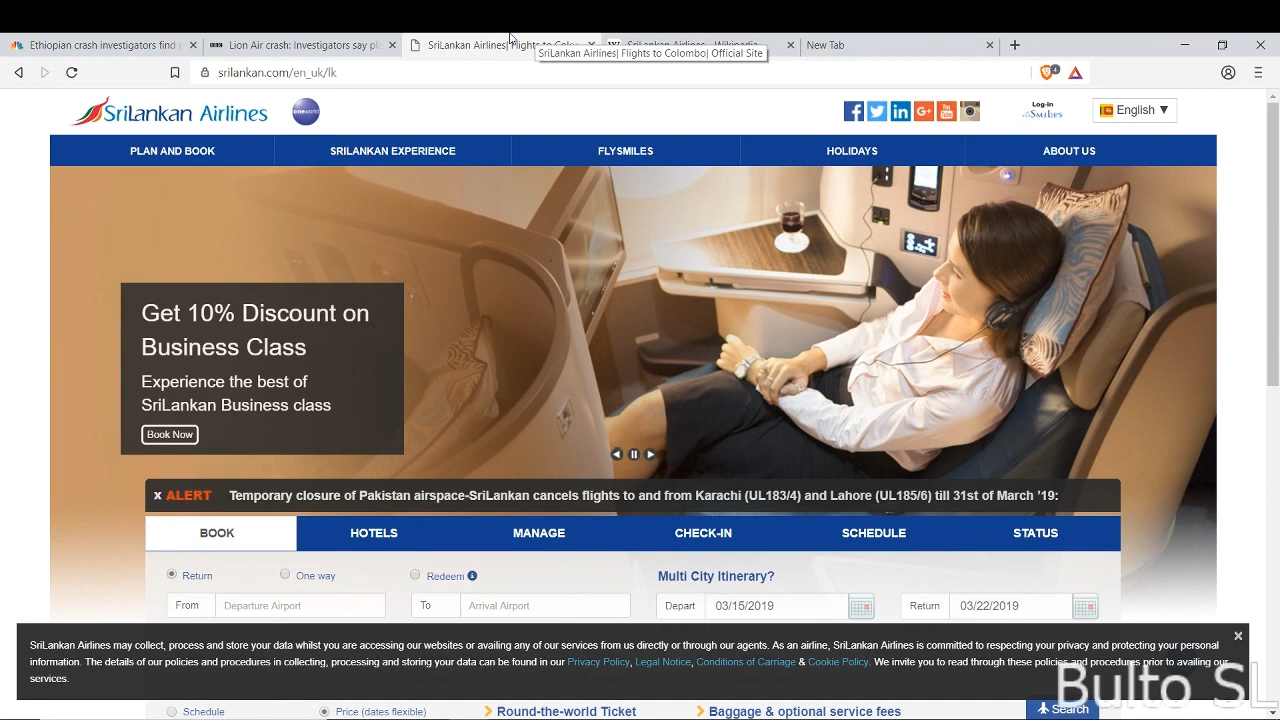 Ethiopian crash investigators find
Lion Air crash: Investigators say
SriLankan Airlines| Flights to Colo
SriLankan Airlines - Wikipedia
New Tab
SriLankan Airlines| Flights to Colombo| Official Site
srilankan.com/en_uk/lk
4
SriLankan Airlines
oneworld
You
Tube
Log-in
Smiles
English ▼
PLAN AND BOOK
SRILANKAN EXPERIENCE
FLYSMILES
HOLIDAYS
ABOUT US
Get 10% Discount on
Business Class
Experience the best of
SriLankan Business class
Book Now
x ALERT Temporary closure of Pakistan airspace-SriLankan cancels flights to and from Karachi (UL183/4) and Lahore (UL185/6) till 31st of March '19:
BOOK
HOTELS
MANAGE
CHECK-IN
SCHEDULE
STATUS
Return
One way
Redeem
Multi City Itinerary?
From
Departure Airport
To
Arrival Airport
Depart
03/15/2019
Return
03/22/2019
SriLankan Airlines may collect, process and store your data whilst you are accessing our websites or availing any of our services from us directly or through our agents. As an airline, SriLankan Airlines is committed to respecting your privacy and protecting your personal
information. The details of our policies and procedures in collecting, processing and storing your data can be found in our Privacy Policy, Legal Notice, Conditions of Carriage & Cookie Policy. We invite you to read through these policies and procedures prior to availing our
services.
Schedule
Price (dates flexible)
Round-the-world Ticket
Baggage & optional service fees
Search
Bulto SL